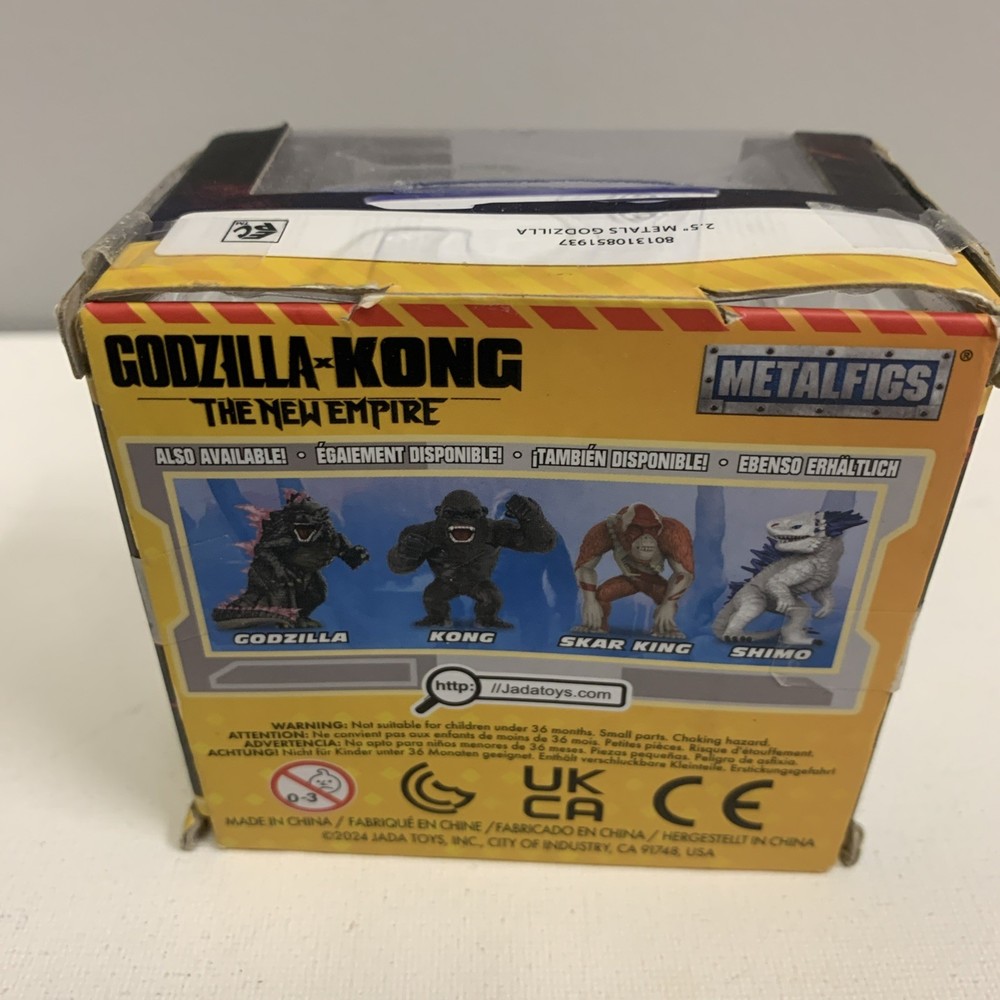 801310851937
2.5" METALS GODZILLA
GODZILLA x KONG
THE NEW EMPIRE
METALFIGS®
ALSO AVAILABLE! • ÉGALEMENT DISPONIBLE! • ¡TAMBIÉN DISPONIBLE! • EBENSO ERHÄLTLICH
GODZILLA
KONG
SKAR KING
SHIMO
http: //Jadatoys.com
WARNING: Not suitable for children under 36 months. Small parts. Choking hazard.
ATTENTION: Ne convient pas aux enfants de moins de 36 mois. Petites pièces. Risque d'étouffement.
ADVERTENCIA: No apto para niños menores de 36 meses. Piezas pequeñas. Peligro de asfixia.
ACHTUNG! Nicht für Kinder unter 36 Monaten geeignet. Enthält verschluckbare Kleinteile. Erstickungsgefahr!
0-3
UK
CA
CE
MADE IN CHINA / FABRIQUÉ EN CHINE / FABRICADO EN CHINA / HERGESTELLT IN CHINA
©2024 JADA TOYS, INC., CITY OF INDUSTRY, CA 91748, USA